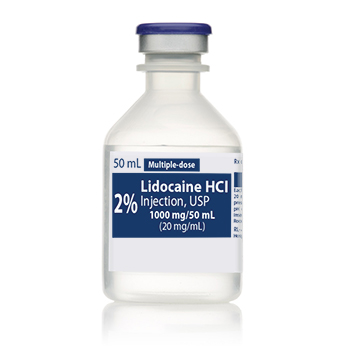 50 mL Multiple-dose
2% Lidocaine HCl
Injection, USP
1000 mg/50 mL
(20 mg/mL)
Rx